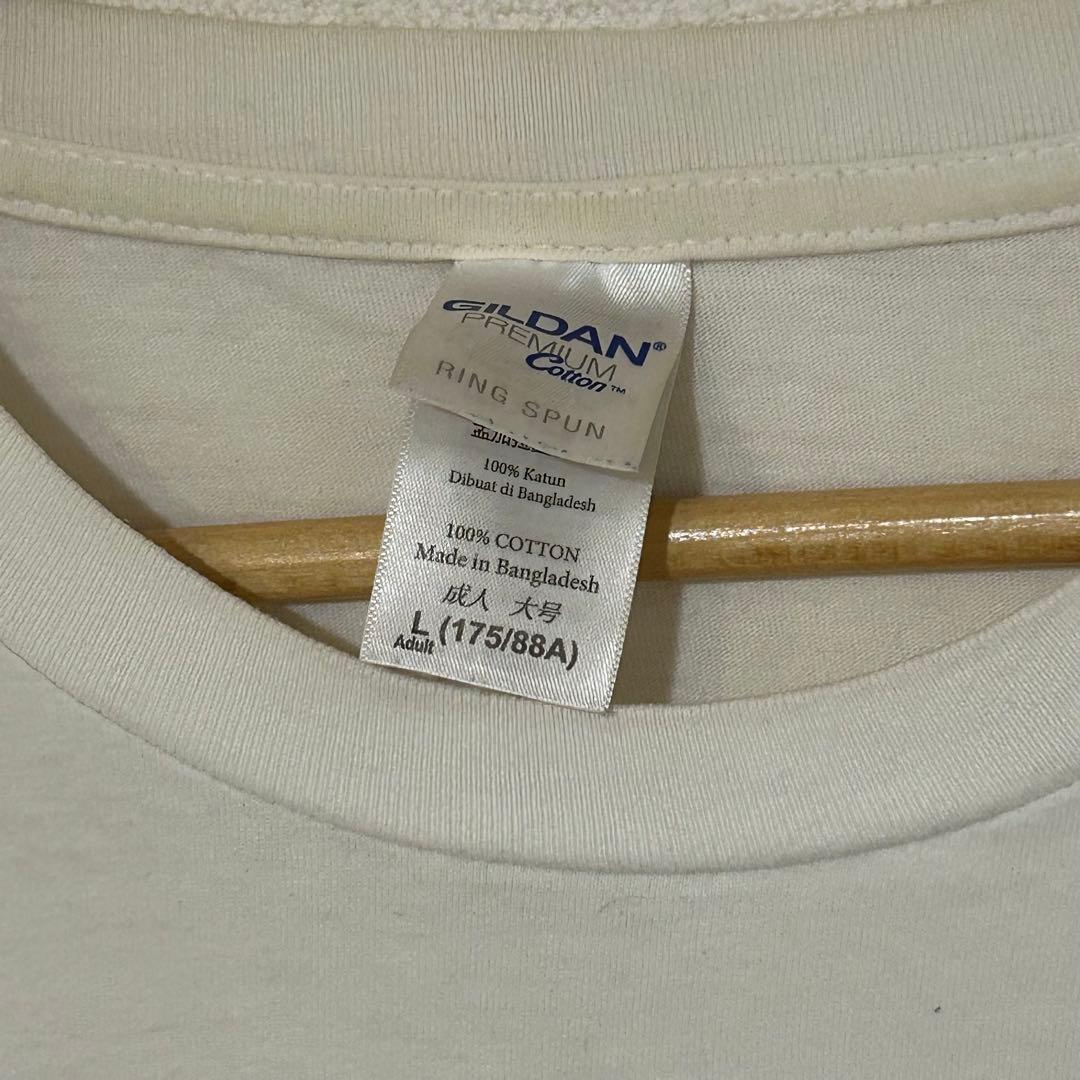 GILDAN®
PREMIUM
Cotton™
RING SPUN
100% Katun
Dibuat di Bangladesh
100% COTTON
Made in Bangladesh
成人 大号
L (175/88A)
Adult